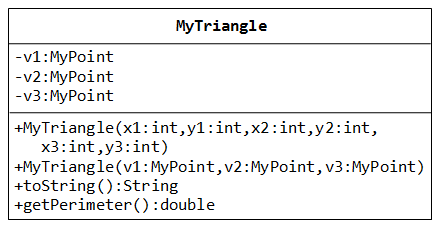 MyTriangle
-v1:MyPoint
-v2:MyPoint
-v3:MyPoint
+MyTriangle(x1:int,y1:int,x2:int,y2:int,
x3:int,y3:int)
+MyTriangle(v1:MyPoint,v2:MyPoint,v3:MyPoint)
+toString():String
+getPerimeter():double